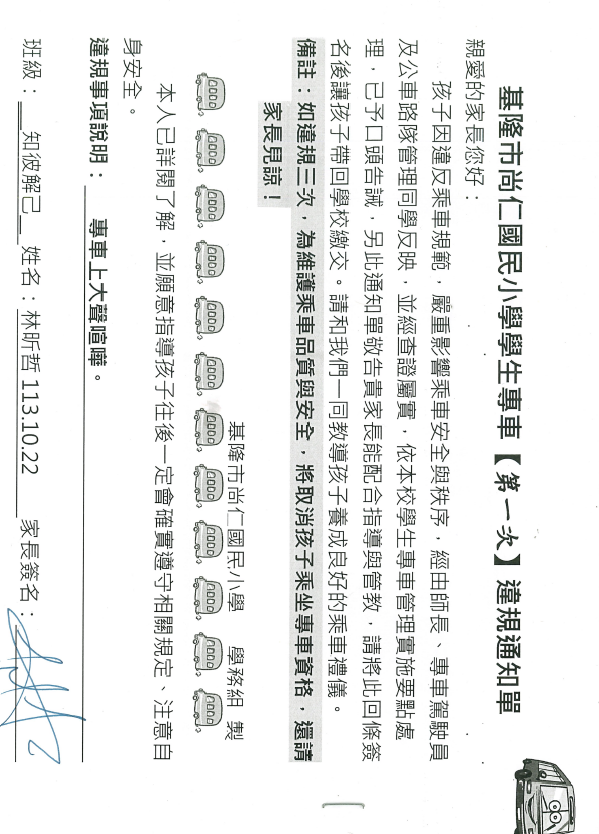 基隆市尚仁國民小學學生專車【第一次】違規通知單
親愛的家長您好：
孩子因違反乘車規範，嚴重影響乘車安全與秩序，經由師長、專車駕駛員
及公車路隊管理同學反映，並經查證屬實，依本校學生專車管理實施要點處
理，已予口頭告誡，另此通知單敬告貴家長能配合指導與管教，請將此回條簽
名後讓孩子帶回學校繳交。請和我們一同教導孩子養成良好的乘車禮儀。
備註：如違規三次，為維護乘車品質與安全，將取消孩子乘坐專車資格，還請
家長見諒！
基隆市尚仁國民小學 學務組 製
本人已詳閱了解，並願意指導孩子往後一定會確實遵守相關規定、注意自
身安全。
違規事項說明：專車上大聲喧嘩。
班級：知彼解己 姓名：林昕哲 113.10.22 家長簽名：